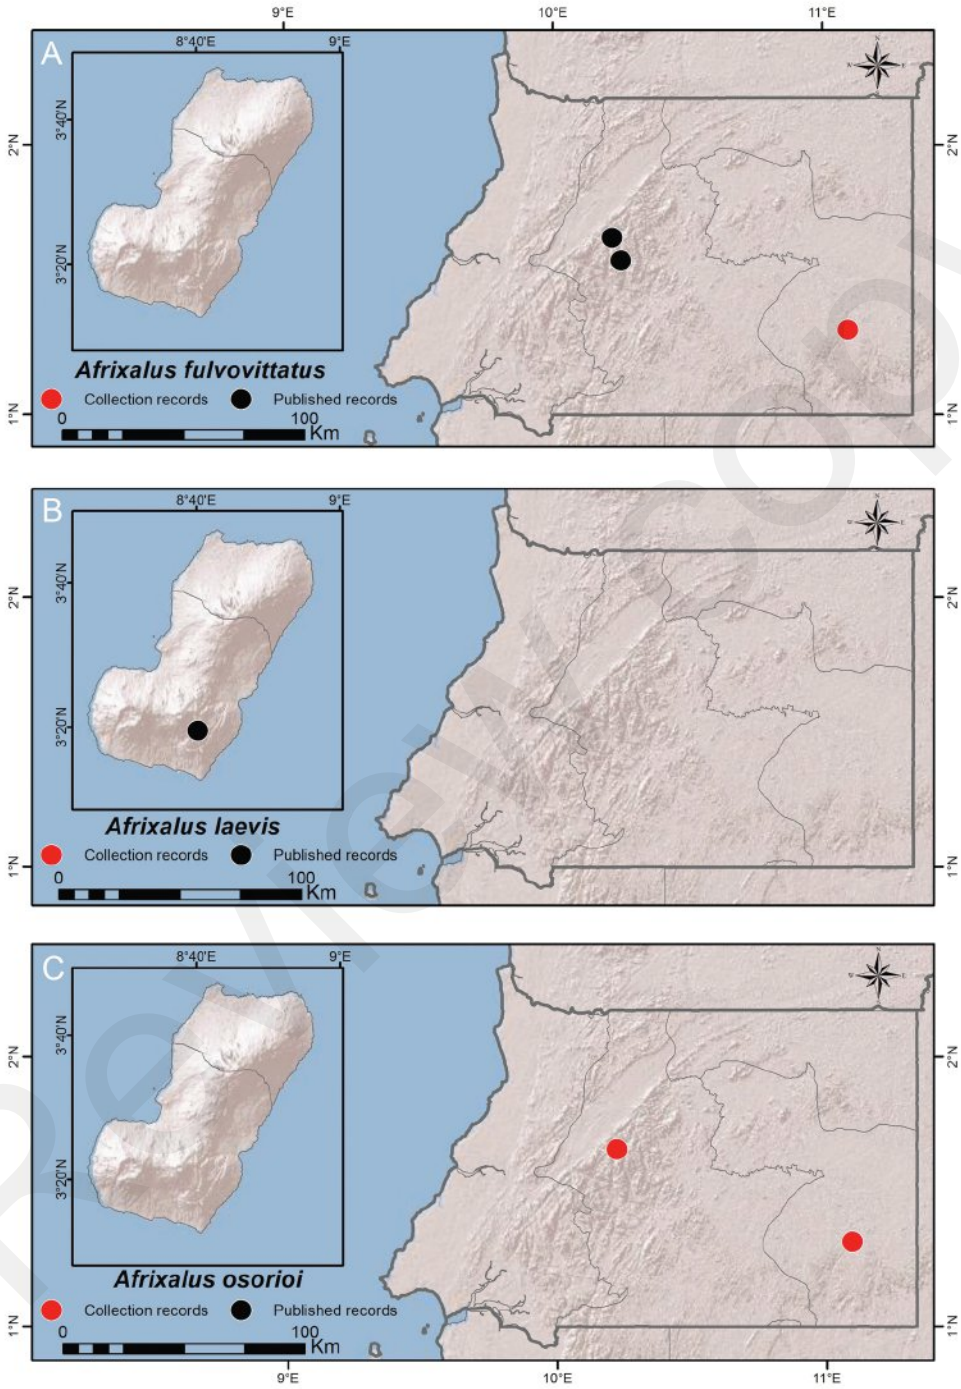 9°E 10°E 11°E
A
8°40'E 9°E
3°40'N
3°20'N
2°N
1°N
2°N
1°N
N
W E
S
Afrixalus fulvovittatus
Collection records Published records
0 100
Km
B
8°40'E 9°E
3°40'N
3°20'N
2°N
1°N
2°N
1°N
N
W E
S
Afrixalus laevis
Collection records Published records
0 100
Km
C
8°40'E 9°E
3°40'N
3°20'N
2°N
1°N
2°N
1°N
N
W E
S
Afrixalus osorioi
Collection records Published records
0 100
Km
9°E 10°E 11°E
Review copy